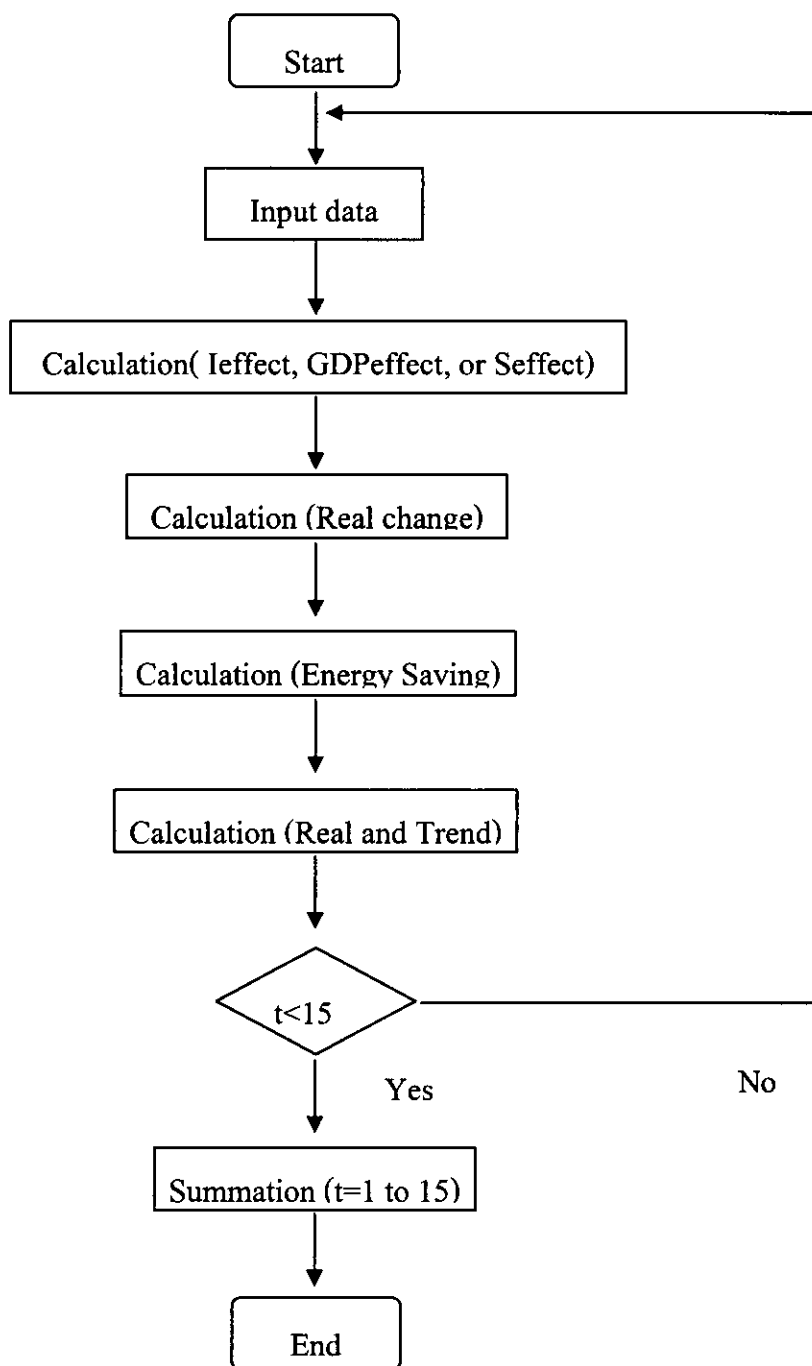 Start
Input data
Calculation( Ieffect, GDPeffect, or Seffect)
Calculation (Real change)
Calculation (Energy Saving)
Calculation (Real and Trend)
t<15
Yes
No
Summation (t=1 to 15)
End